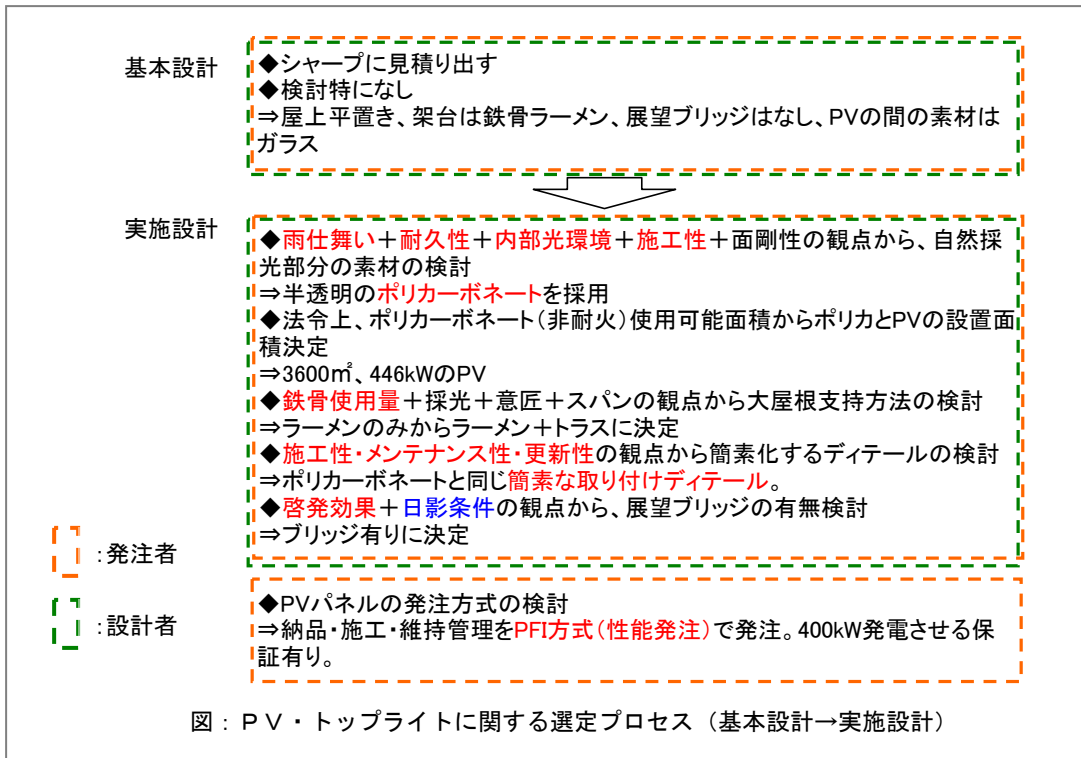 基本設計
◆シャープに見積り出す
◆検討特になし
⇒屋上平置き、架台は鉄骨ラーメン、展望ブリッジはなし、PVの間の素材は
ガラス
実施設計
◆雨仕舞い＋耐久性＋内部光環境＋施工性＋面剛性の観点から、自然採
光部分の素材の検討
⇒半透明のポリカーボネートを採用
◆法令上、ポリカーボネート（非耐火）使用可能面積からポリカとPVの設置面
積決定
⇒3600㎡、446kWのPV
◆鉄骨使用量＋採光＋意匠＋スパンの観点から大屋根支持方法の検討
⇒ラーメンのみからラーメン＋トラスに決定
◆施工性・メンテナンス性・更新性の観点から簡素化するディテールの検討
⇒ポリカーボネートと同じ簡素な取り付けディテール。
◆啓発効果＋日影条件の観点から、展望ブリッジの有無検討
⇒ブリッジ有りに決定
：発注者
：設計者
◆PVパネルの発注方式の検討
⇒納品・施工・維持管理をPFI方式（性能発注）で発注。400kW発電させる保
証有り。
図：ＰＶ・トップライトに関する選定プロセス（基本設計→実施設計）